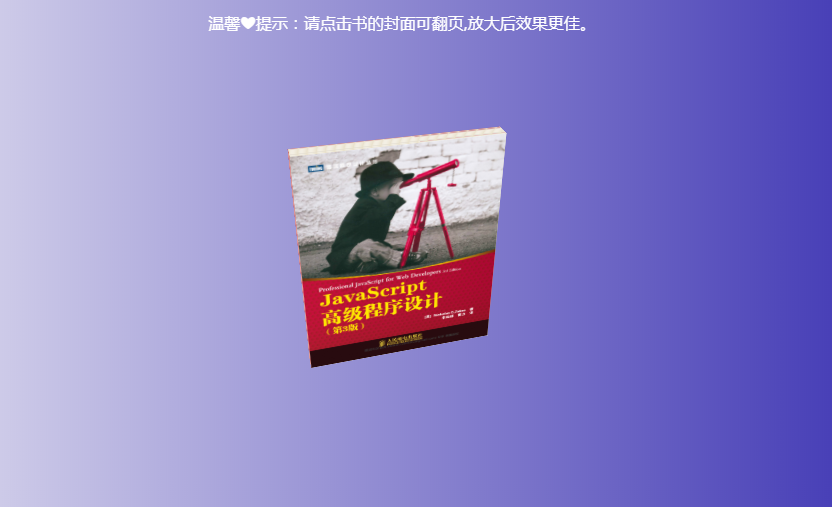 温馨♥提示：请点击书的封面可翻页,放大后效果更佳。
Professional JavaScript for Web Developers 3rd Edition
JavaScript
高级程序设计
（第3版）
[美] Nicholas C.Zakas 著
人民邮电出版社